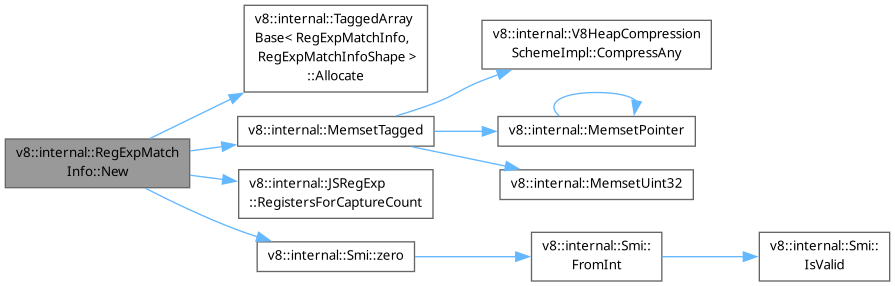 v8::internal::TaggedArray
Base< RegExpMatchInfo,
RegExpMatchInfoShape >
::Allocate
v8::internal::V8HeapCompression
SchemeImpl::CompressAny
v8::internal::MemsetTagged
v8::internal::MemsetPointer
v8::internal::RegExpMatch
Info::New
v8::internal::JSRegExp
::RegistersForCaptureCount
v8::internal::MemsetUint32
v8::internal::Smi::zero
v8::internal::Smi::
FromInt
v8::internal::Smi::
IsValid